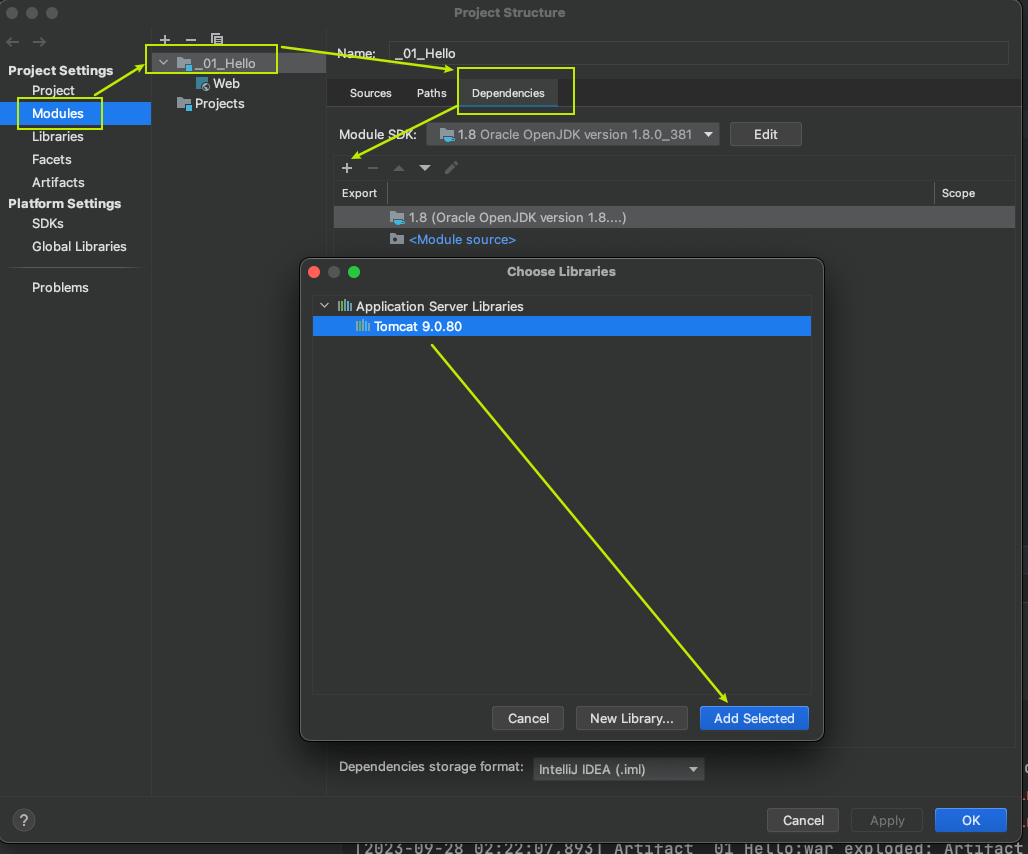 Project Structure
Name: _01_Hello
Project Settings
Project
Modules
Libraries
Facets
Artifacts
Platform Settings
SDKs
Global Libraries
Problems
_01_Hello
Web
Projects
Sources Paths Dependencies
Module SDK: 1.8 Oracle OpenJDK version 1.8.0_381 Edit
Export Scope
1.8 (Oracle OpenJDK version 1.8....)
<Module source>
Choose Libraries
Application Server Libraries
Tomcat 9.0.80
Cancel New Library... Add Selected
Dependencies storage format: IntelliJ IDEA (.iml)
? Cancel Apply OK
[2023-09-28 02:22:07,893] Artifact _01_Hello:war exploded: Artifact